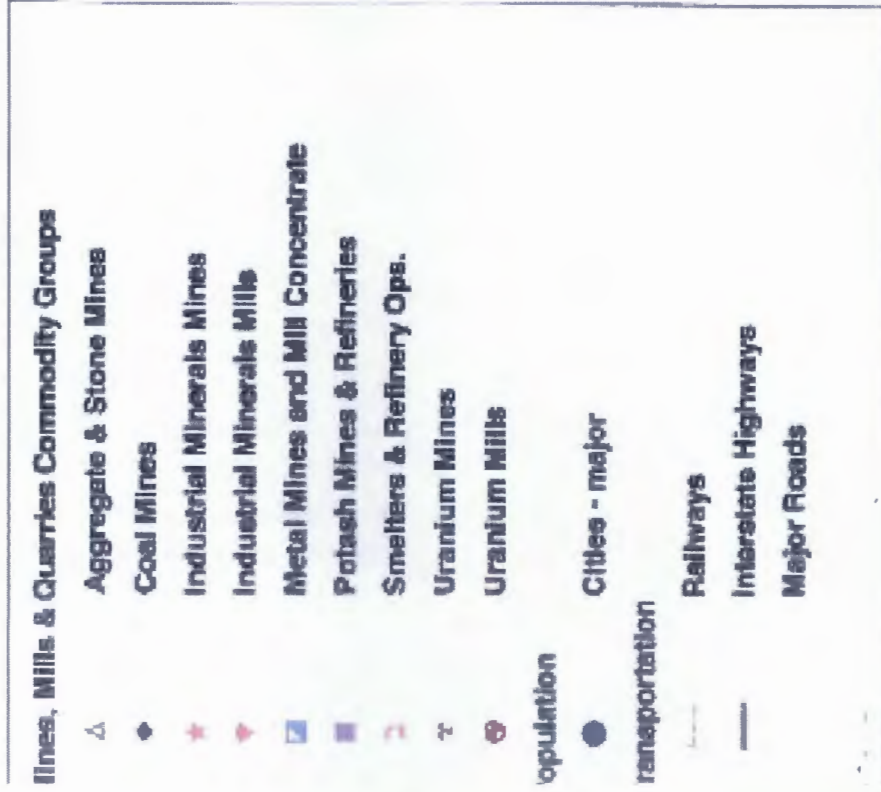 lines, Mills & Quarries Commodity Groups
Aggregate & Stone Mines
Coal Mines
Industrial Minerals Mines
Industrial Minerals Mills
Metal Mines and Mill Concentrate
Potash Mines & Refineries
Smelters & Refinery Ops.
Uranium Mines
Uranium Mills
opulation
Cities - major
ransportation
Railways
Interstate Highways
Major Roads